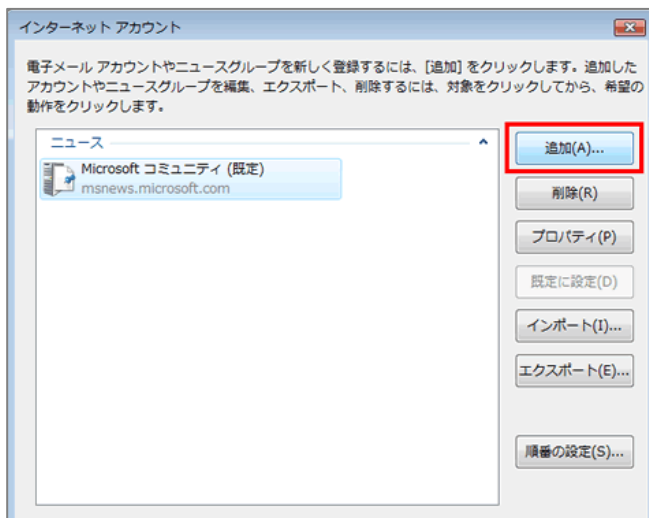 インターネット アカウント
電子メール アカウントやニュースグループを新しく登録するには、[追加] をクリックします。追加した
アカウントやニュースグループを編集、エクスポート、削除するには、対象をクリックしてから、希望の
動作をクリックします。
ニュース
Microsoft コミュニティ (既定)
msnews.microsoft.com
追加(A)...
削除(R)
プロパティ(P)
既定に設定(D)
インポート(I)...
エクスポート(E)...
順番の設定(S)...